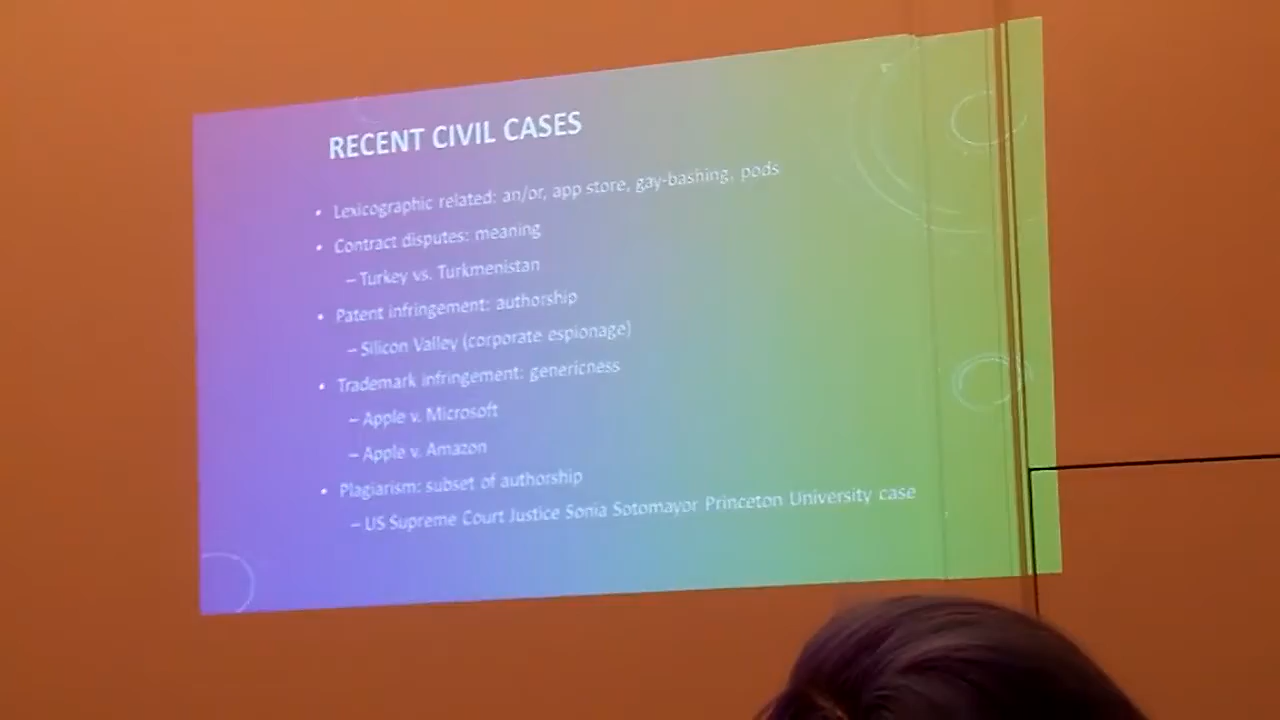 RECENT CIVIL CASES
• Lexicographic related: an/or, app store, gay-bashing, pods
• Contract disputes: meaning
– Turkey vs. Turkmenistan
• Patent infringement: authorship
– Silicon Valley (corporate espionage)
• Trademark infringement: genericness
– Apple v. Microsoft
– Apple v. Amazon
• Plagiarism: subset of authorship
– US Supreme Court Justice Sonia Sotomayor Princeton University case